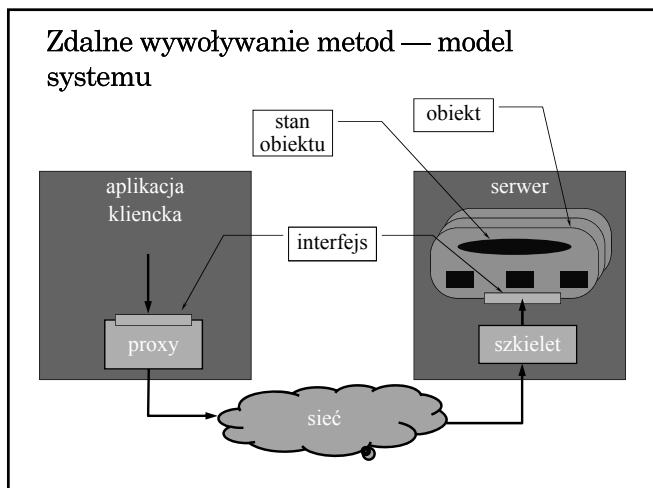 Zdalne wywoływanie metod — model
systemu
stan
obiektu
obiekt
aplikacja
kliencka
serwer
interfejs
proxy
szkielet
sieć